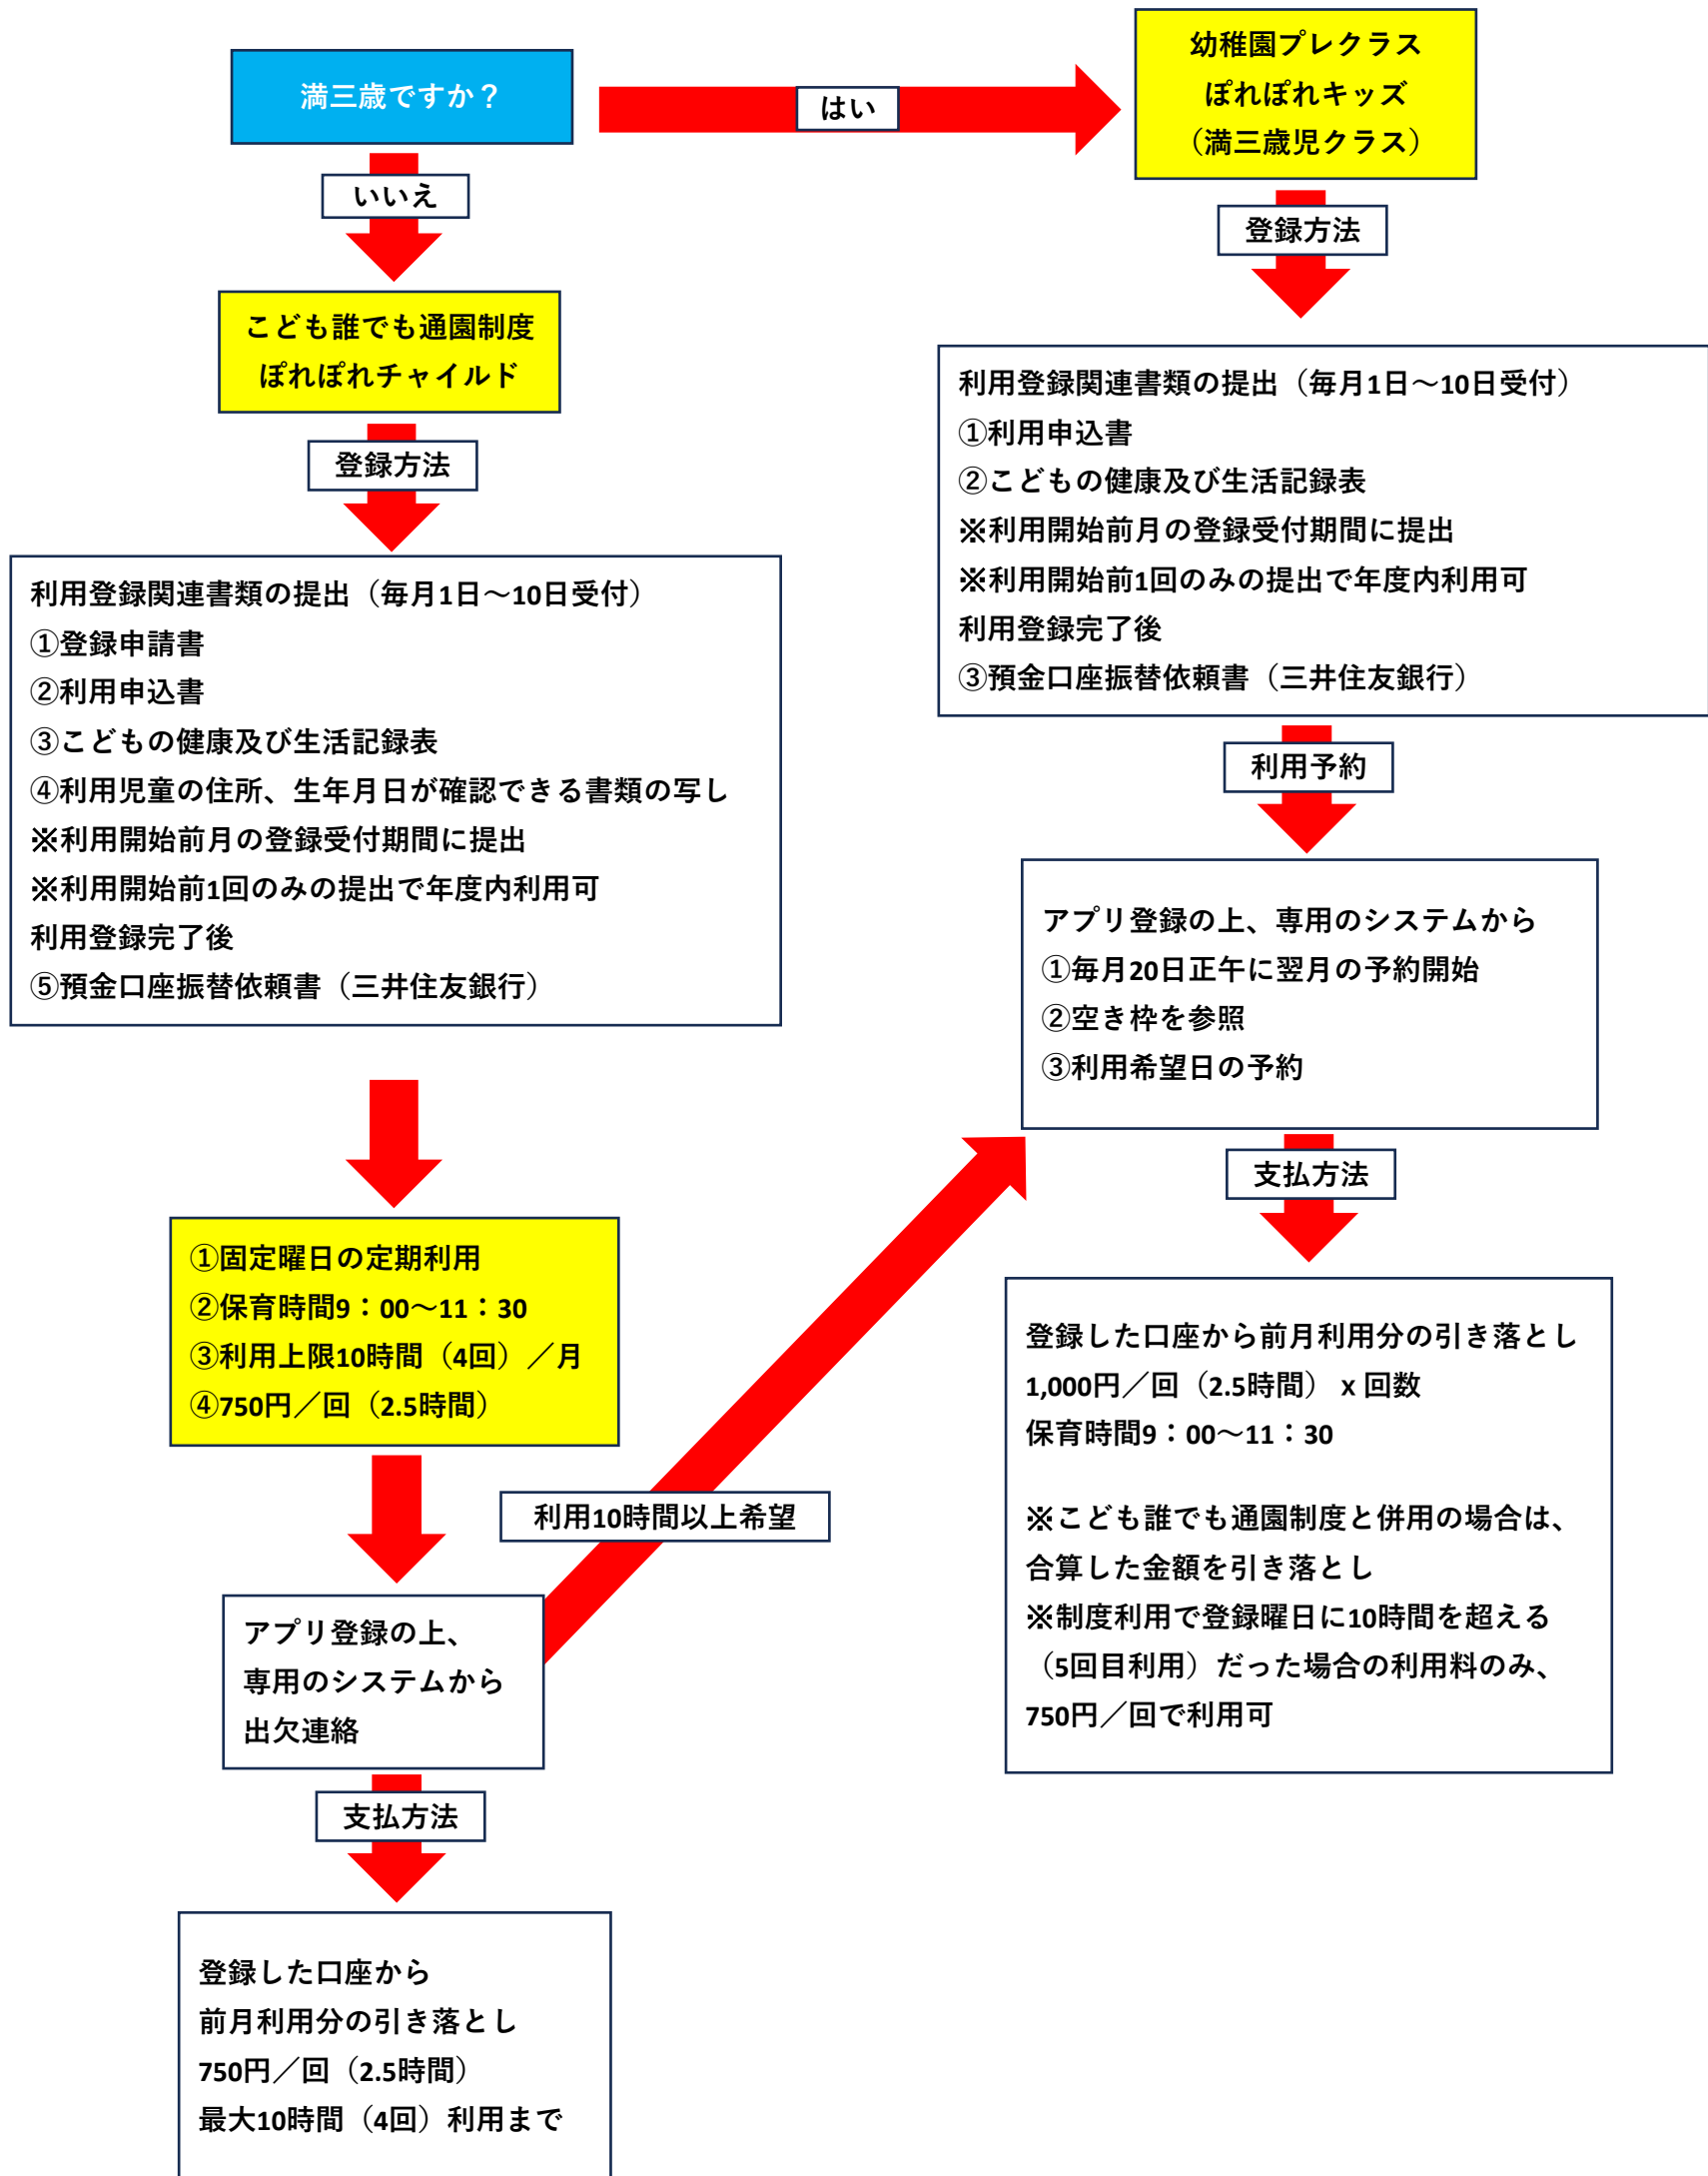 満三歳ですか？
はい
幼稚園プレクラス
ぽれぽれキッズ
（満三歳児クラス）
いいえ
こども誰でも通園制度
ぽれぽれチャイルド
登録方法
利用登録関連書類の提出（毎月1日～10日受付）
①登録申請書
②利用申込書
③こどもの健康及び生活記録表
④利用児童の住所、生年月日が確認できる書類の写し
※利用開始前月の登録受付期間に提出
※利用開始前1回のみの提出で年度内利用可
利用登録完了後
⑤預金口座振替依頼書（三井住友銀行）
①固定曜日の定期利用
②保育時間9：00～11：30
③利用上限10時間（4回）／月
④750円／回（2.5時間）
利用10時間以上希望
アプリ登録の上、
専用のシステムから
出欠連絡
支払方法
登録した口座から
前月利用分の引き落とし
750円／回（2.5時間）
最大10時間（4回）利用まで
登録方法
利用登録関連書類の提出（毎月1日～10日受付）
①利用申込書
②こどもの健康及び生活記録表
※利用開始前月の登録受付期間に提出
※利用開始前1回のみの提出で年度内利用可
利用登録完了後
③預金口座振替依頼書（三井住友銀行）
利用予約
アプリ登録の上、専用のシステムから
①毎月20日正午に翌月の予約開始
②空き枠を参照
③利用希望日の予約
支払方法
登録した口座から前月利用分の引き落とし
1,000円／回（2.5時間）ｘ回数
保育時間9：00～11：30
※こども誰でも通園制度と併用の場合は、
合算した金額を引き落とし
※制度利用で登録曜日に10時間を超える
（5回目利用）だった場合の利用料のみ、
750円／回で利用可